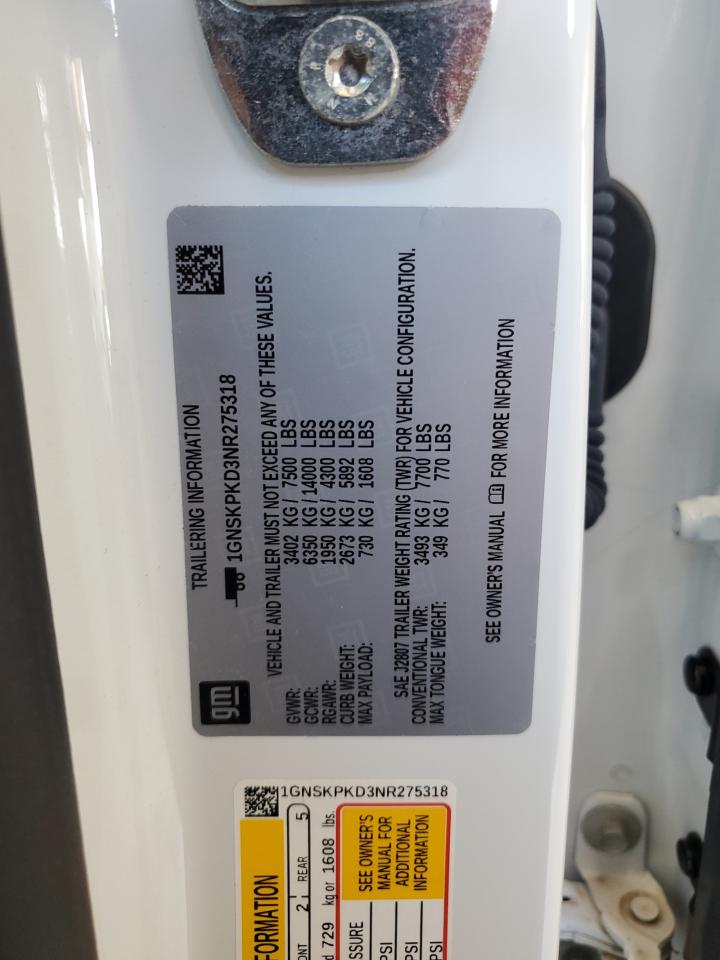 TRAILERING INFORMATION
1GNSKPKD3NR275318
VEHICLE AND TRAILER MUST NOT EXCEED ANY OF THESE VALUES.
GVWR: 3402 KG / 7500 LBS
GCWR: 6350 KG / 14000 LBS
RGAWR: 1950 KG / 4300 LBS
CURB WEIGHT: 2673 KG / 5892 LBS
MAX PAYLOAD: 730 KG / 1608 LBS
SAE J2807 TRAILER WEIGHT RATING (TWR) FOR VEHICLE CONFIGURATION.
CONVENTIONAL TWR: 3493 KG / 7700 LBS
MAX TONGUE WEIGHT: 349 KG / 770 LBS
SEE OWNER'S MANUAL FOR MORE INFORMATION
gm
1GNSKPKD3NR275318
FORMATION
ONT 2 REAR 5
d 729 kg or 1608 lbs.
SSURE
PSI
PSI
PSI
SEE OWNER'S
MANUAL FOR
ADDITIONAL
INFORMATION